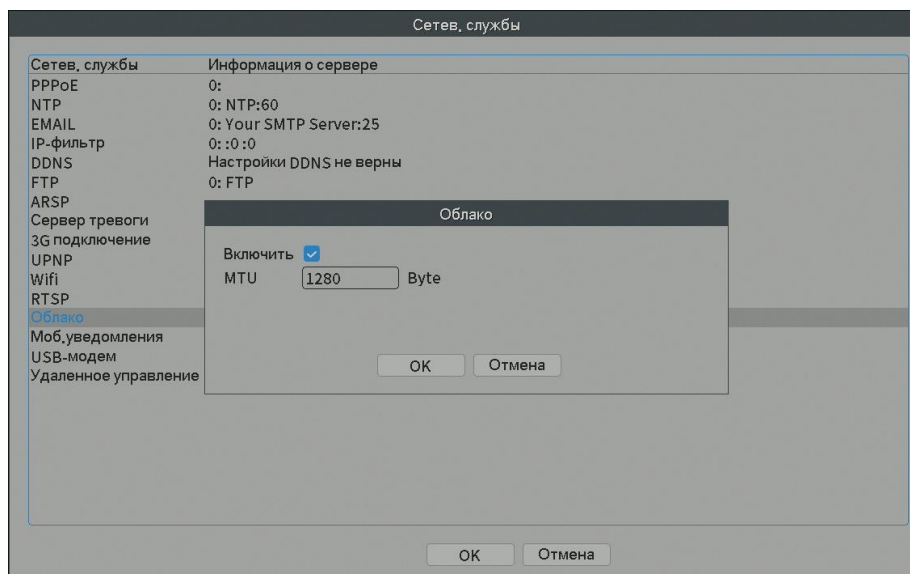 Сетев, службы
Сетев, службы Информация о сервере
PPPoE 0:
NTP 0: NTP:60
EMAIL 0: Your SMTP Server:25
IP-фильтр 0: :0 :0
DDNS Настройки DDNS не верны
FTP 0: FTP
ARSP
Сервер тревоги
3G подключение
UPNP
Wifi
RTSP
Облако
Моб,уведомления
USB-модем
Удаленное управление
Облако
Включить
MTU 1280 Byte
OK Отмена
OK Отмена